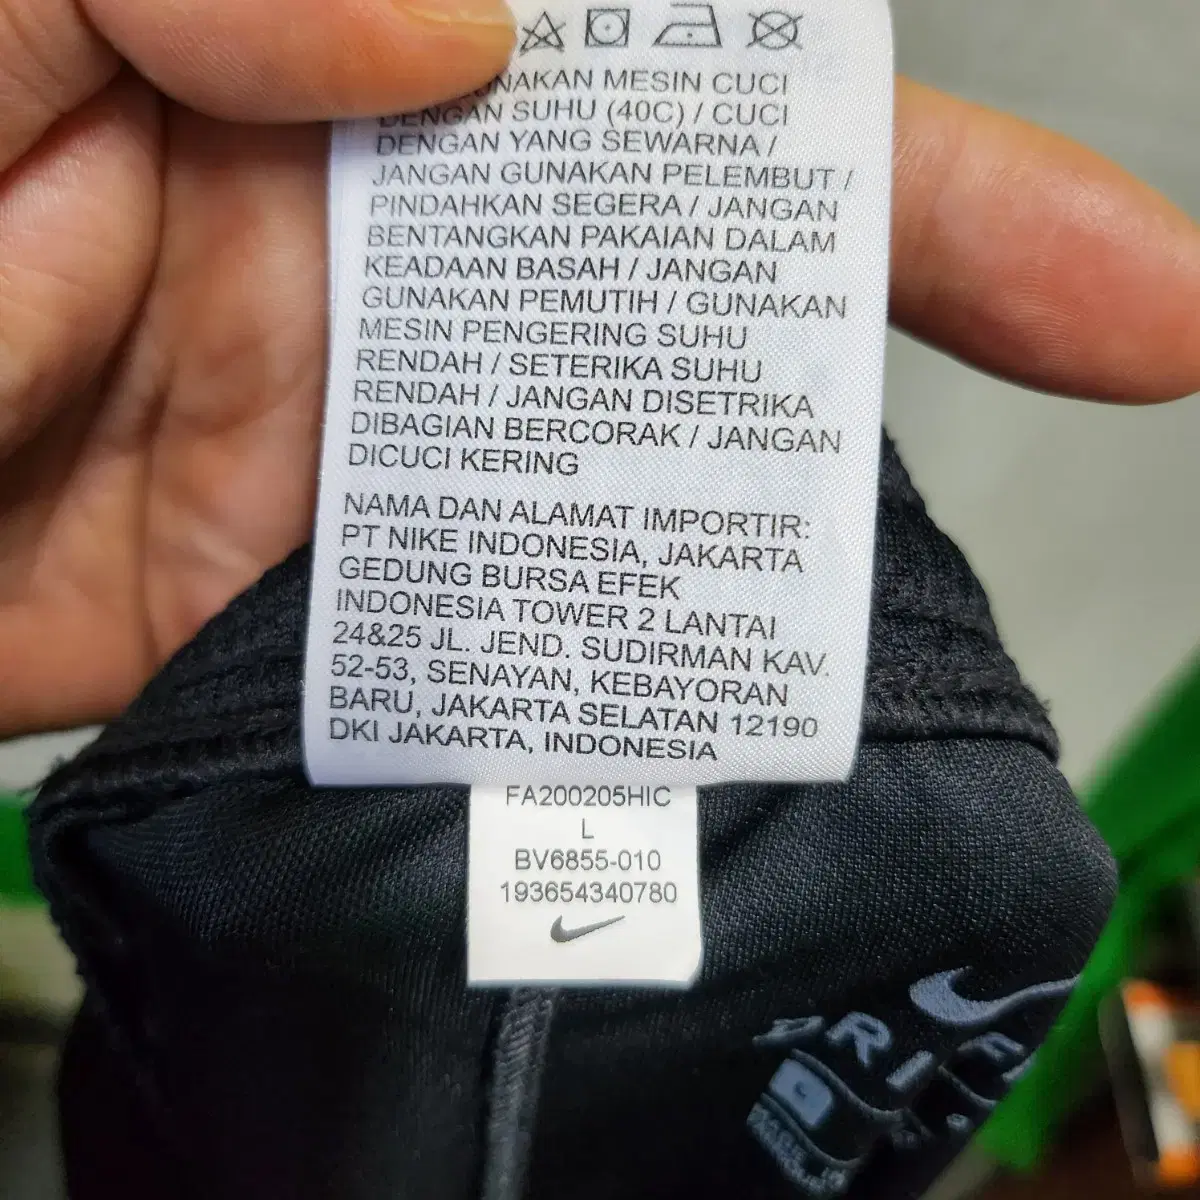 MESIN CUCI
DENGAN SUHU (40C) / CUCI
DENGAN YANG SEWARNA /
JANGAN GUNAKAN PELEMBUT /
PINDAHKAN SEGERA / JANGAN
BENTANGKAN PAKAIAN DALAM
KEADAAN BASAH / JANGAN
GUNAKAN PEMUTIH / GUNAKAN
MESIN PENGERING SUHU
RENDAH / SETERIKA SUHU
RENDAH / JANGAN DISETRIKA
DIBAGIAN BERCORAK / JANGAN
DICUCI KERING
NAMA DAN ALAMAT IMPORTIR:
PT NIKE INDONESIA, JAKARTA
GEDUNG BURSA EFEK
INDONESIA TOWER 2 LANTAI
24&25 JL. JEND. SUDIRMAN KAV.
52-53, SENAYAN, KEBAYORAN
BARU, JAKARTA SELATAN 12190
DKI JAKARTA, INDONESIA
FA200205HIC
L
BV6855-010
193654340780